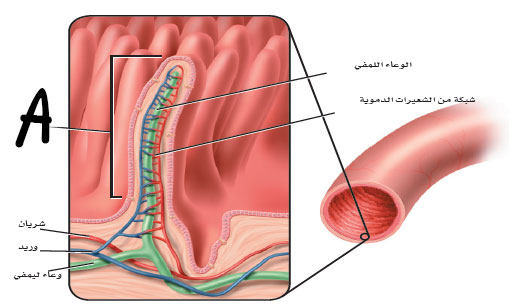 الوعاء اللمفي
شبكة من الشعيرات الدموية
A
شريان
وريد
وعاء ليمفي